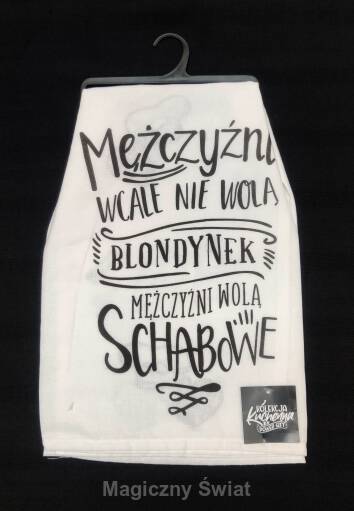 Mężczyźni
WCALE NIE WOLĄ
BLONDYNEK
MĘŻCZYŹNI WOLĄ
SCHABOWE
KOLEKCJA
Kuchenna
Magiczny Świat